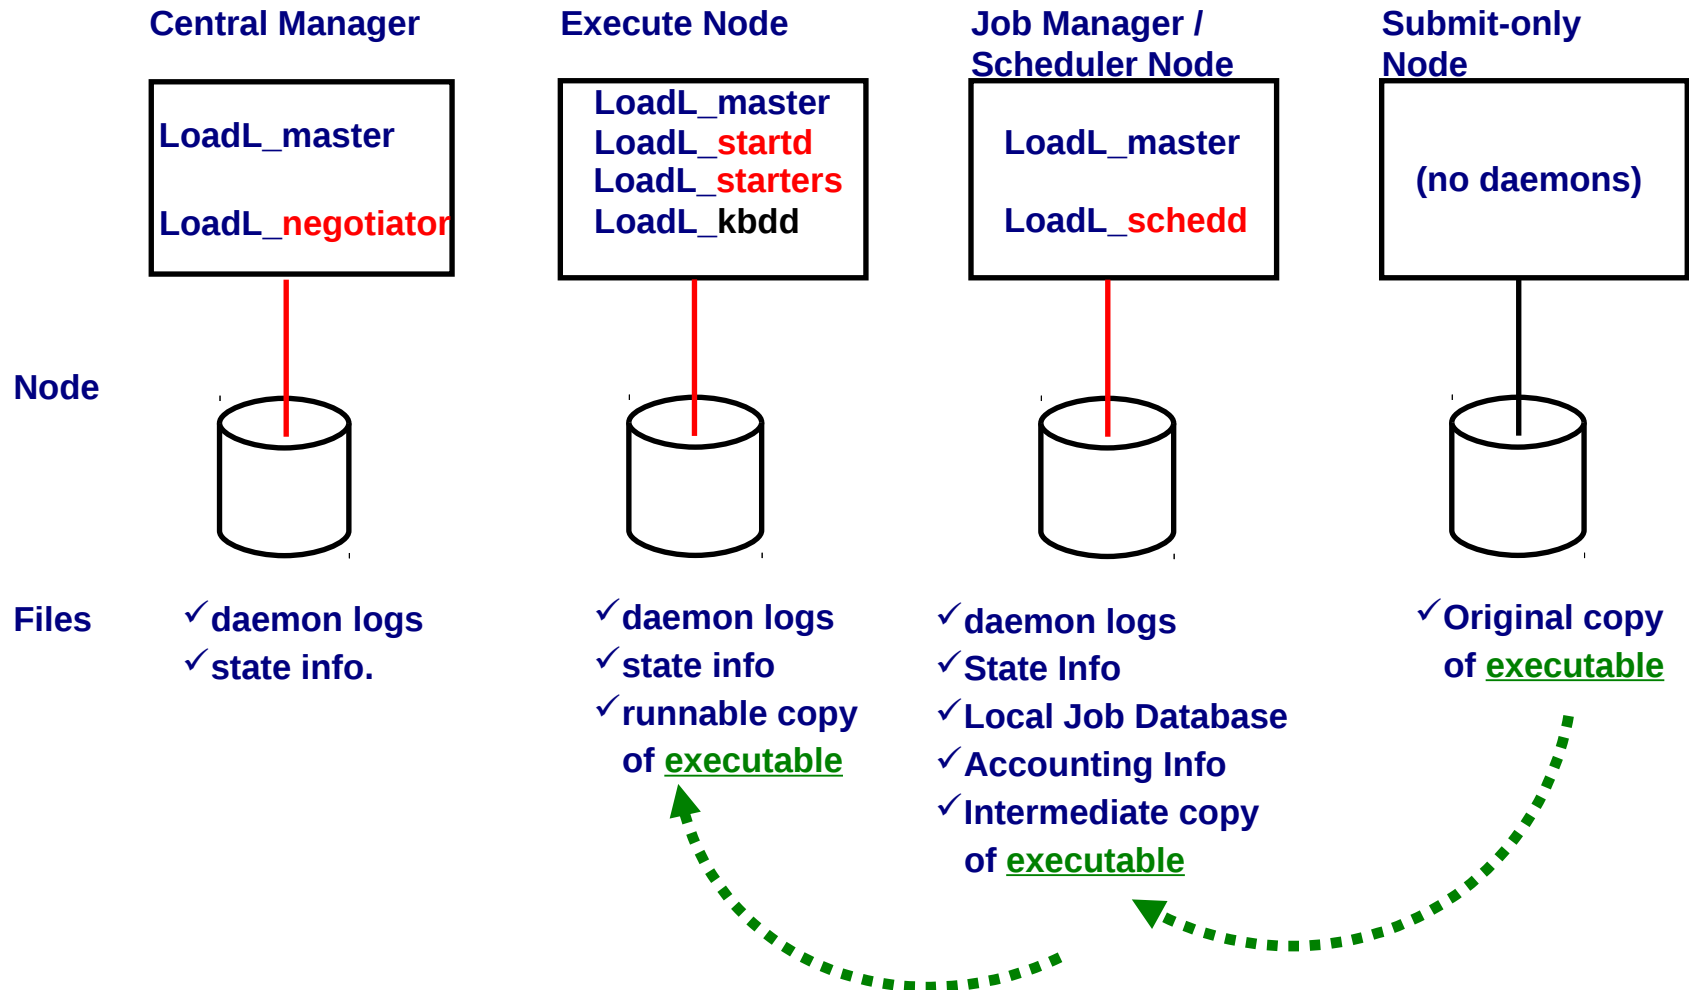 Central Manager
Execute Node
Job Manager /
Scheduler Node
Submit-only
Node
LoadL_master
LoadL_negotiator
LoadL_master
LoadL_startd
LoadL_starters
LoadL_kbdd
LoadL_master
LoadL_schedd
(no daemons)
Node
Files
✓daemon logs
✓state info.
✓daemon logs
✓state info
✓runnable copy
of executable
✓daemon logs
✓State Info
✓Local Job Database
✓Accounting Info
✓Intermediate copy
of executable
✓Original copy
of executable